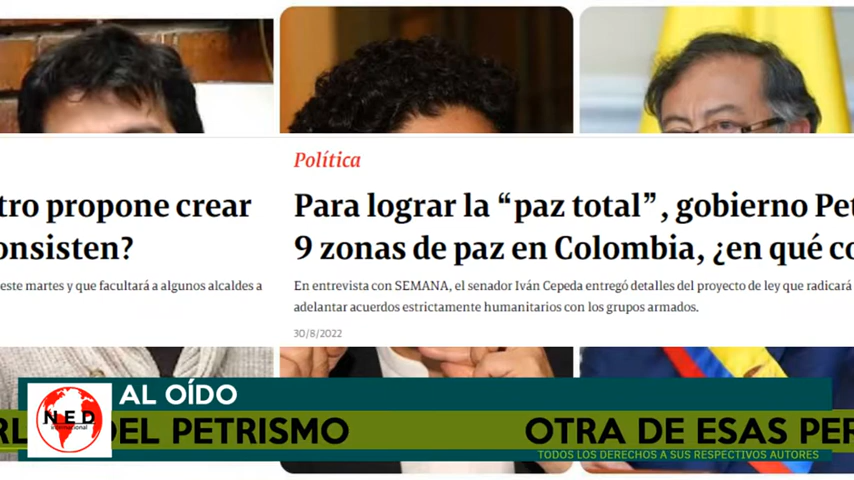 Política
tro propone crear
onsisten?
este martes y que facultará a algunos alcaldes a
Para lograr la “paz total”, gobierno Pe
9 zonas de paz en Colombia, ¿en qué co
En entrevista con SEMANA, el senador Iván Cepeda entregó detalles del proyecto de ley que radicará
adelantar acuerdos estrictamente humanitarios con los grupos armados.
30/8/2022
AL OÍDO
NED
Internacional
DEL PETRISMO
OTRA DE ESAS PER
TODOS LOS DERECHOS A SUS RESPECTIVOS AUTORES